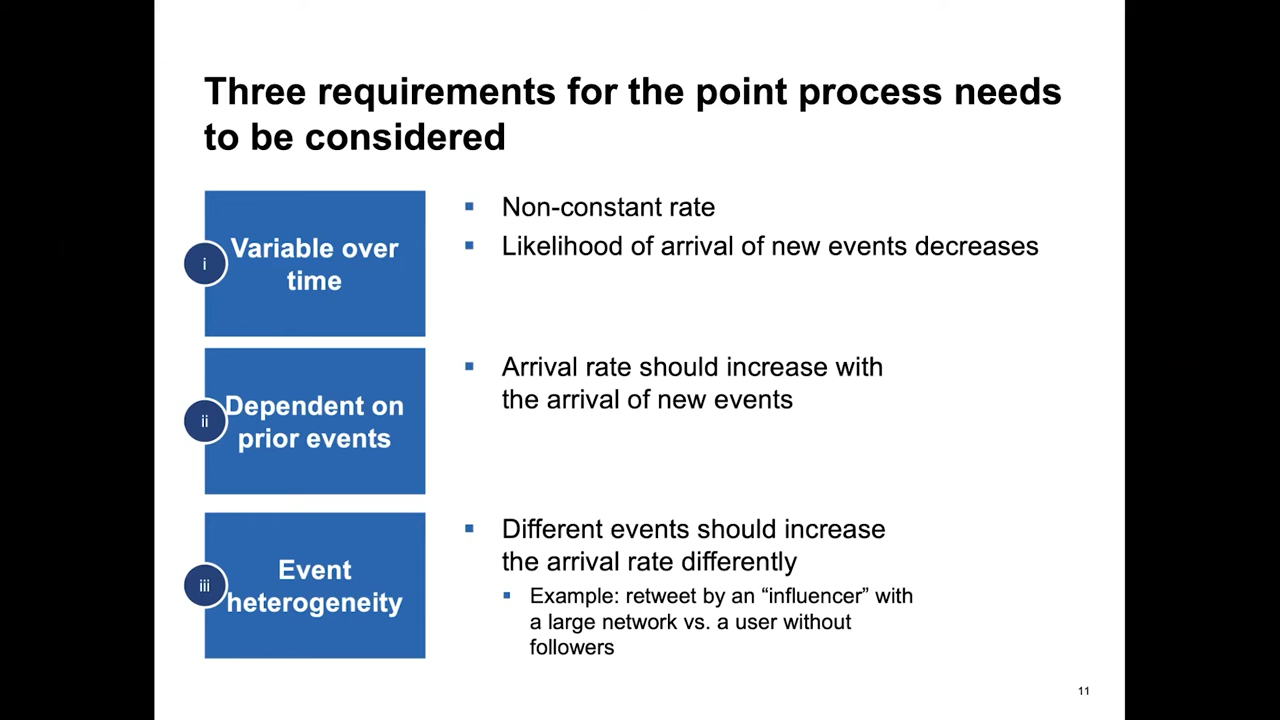 Three requirements for the point process needs
to be considered
i
Variable over
time
▪ Non-constant rate
▪ Likelihood of arrival of new events decreases
ii
Dependent on
prior events
▪ Arrival rate should increase with
the arrival of new events
iii
Event
heterogeneity
▪ Different events should increase
the arrival rate differently
▪ Example: retweet by an “influencer” with
a large network vs. a user without
followers
11